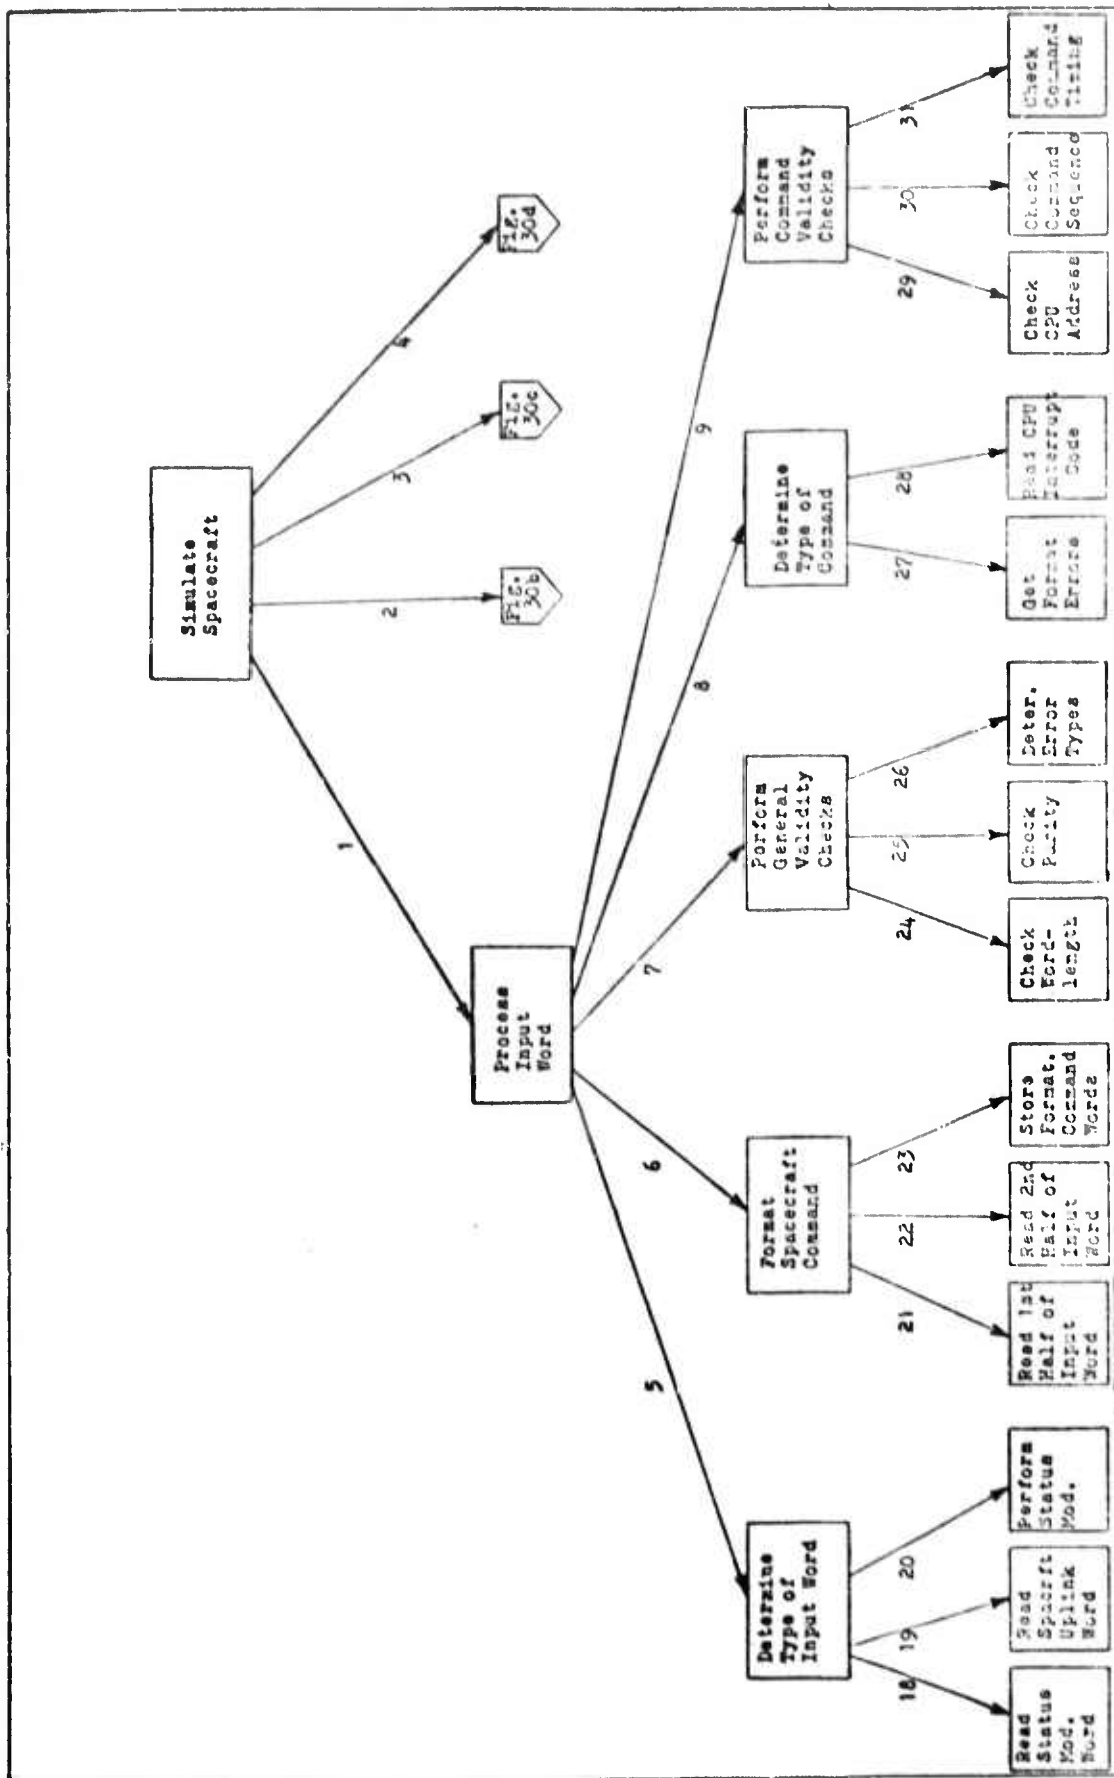 Simulate
Spacecraft
1
2
3
4
Fig.
30b
Fig.
30c
Fig.
30d
Process
Input
Word
5
6
7
8
9
Determine
Type of
Input Word
Format
Spacecraft
Command
Perform
General
Validity
Checks
Determine
Type of
Command
Perform
Command
Validity
Checks
18
19
20
21
22
23
24
25
26
27
28
29
30
31
Read
Status
Mod.
Word
Read
Spacrft
Uplink
Word
Perform
Status
Mod.
Read 1st
Half of
Input
Word
Read 2nd
Half of
Input
Word
Store
Format.
Command
Words
Check
Word-
length
Check
Parity
Deter.
Error
Types
Get
Format
Errors
Read CPU
Interrupt
Code
Check
CPU
Address
Check
Command
Sequence
Check
Command
Timing